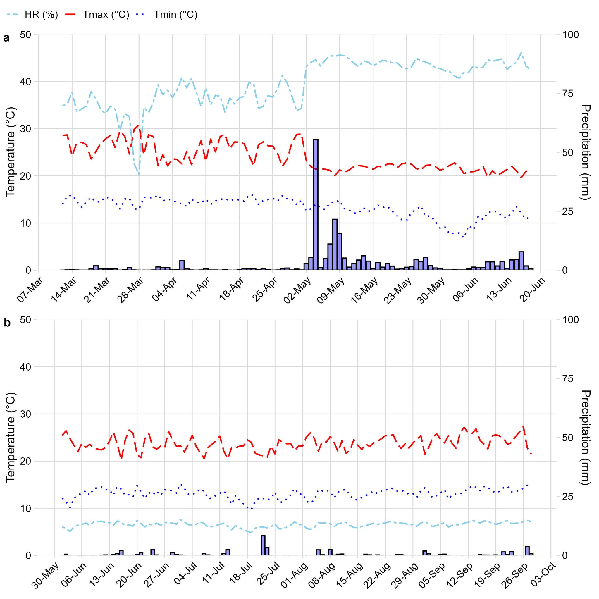 HR (%) Tmax (°C) Tmin (°C)
a
50 100
40 75
30 50
20
10 25
0 0
Temperature (°C)
Precipitation (mm)
07-Mar 14-Mar 21-Mar 28-Mar 04-Apr 11-Apr 18-Apr 25-Apr 02-May 09-May 16-May 23-May 30-May 06-Jun 13-Jun 20-Jun
b
50 100
40 75
30 50
20
10 25
0 0
Temperature (°C)
Precipitation (mm)
30-May 06-Jun 13-Jun 20-Jun 27-Jun 04-Jul 11-Jul 18-Jul 25-Jul 01-Aug 08-Aug 15-Aug 22-Aug 29-Aug 05-Sep 12-Sep 19-Sep 26-Sep 03-Oct